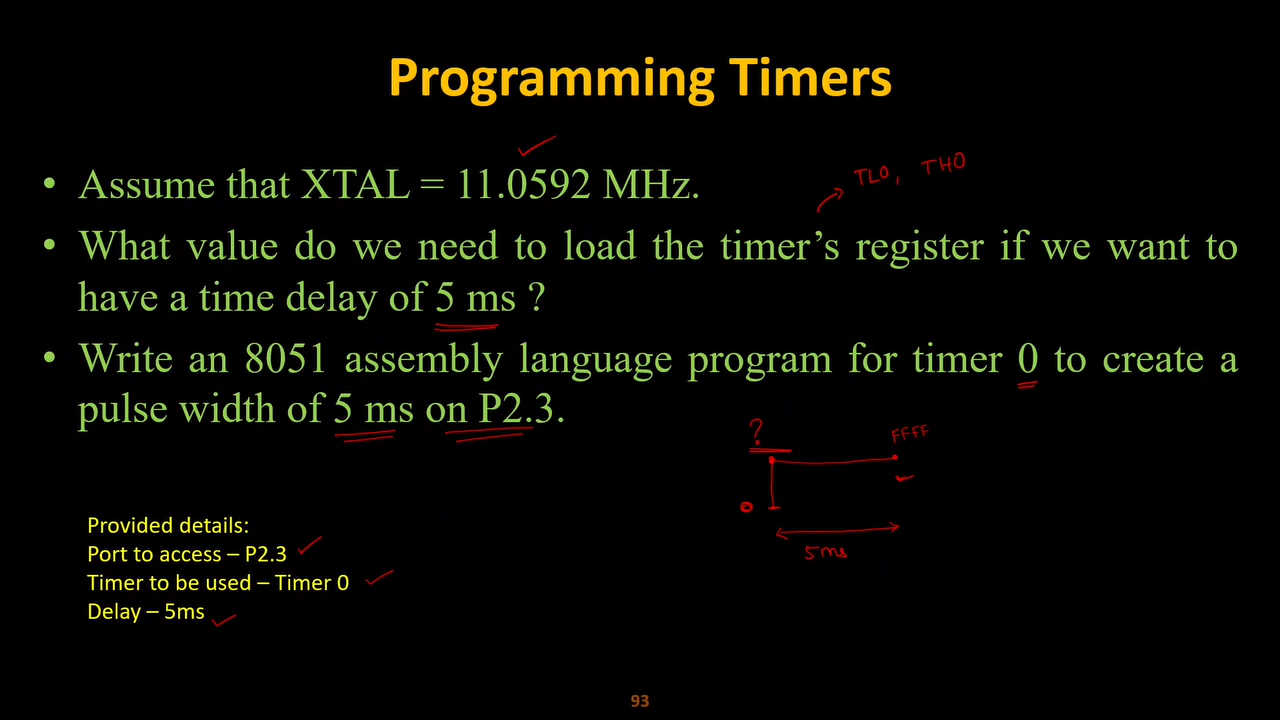 Programming Timers
• Assume that XTAL = 11.0592 MHz.
TL0, TH0
• What value do we need to load the timer’s register if we want to
have a time delay of 5 ms ?
• Write an 8051 assembly language program for timer 0 to create a
pulse width of 5 ms on P2.3.
?
FFFF
0
5ms
Provided details:
Port to access – P2.3
Timer to be used – Timer 0
Delay – 5ms
93